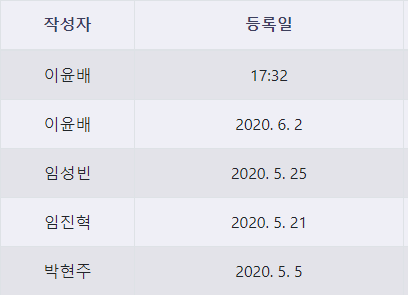 작성자 등록일
이윤배 17:32
이윤배 2020. 6. 2
임성빈 2020. 5. 25
임진혁 2020. 5. 21
박현주 2020. 5. 5